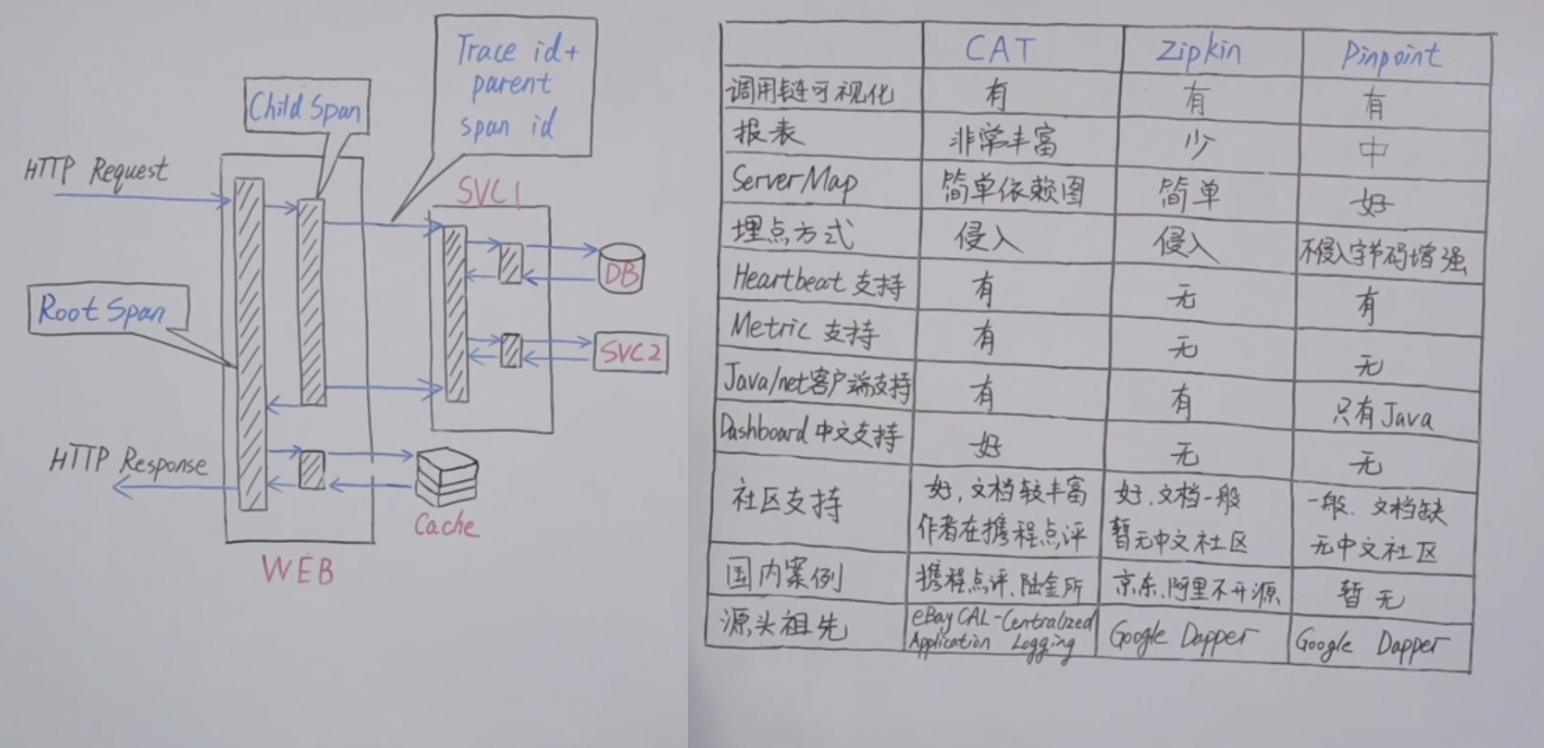 Trace id+
parent
span id
Child Span
HTTP Request
SVC1
DB
Root Span
SVC2
HTTP Response
Cache
WEB
CAT Zipkin Pinpoint
调用链可视化 有 有 有
报表 非常丰富 少 中
ServerMap 简单依赖图 简单 好
埋点方式 侵入 侵入 不侵入字节码增强
Heartbeat 支持 有 无 有
Metric 支持 有 无 无
Java/net客户端支持 有 有 只有Java
Dashboard 中文支持 好 无 无
社区支持 好,文档较丰富 好,文档一般 一般.文档缺
作者在携程点评 暂无中文社区 无中文社区
国内案例 携程点评、陆金所 京东、阿里不开源 暂无
源头祖先 eBay CAL-Centralized Google Dapper Google Dapper
Application Logging